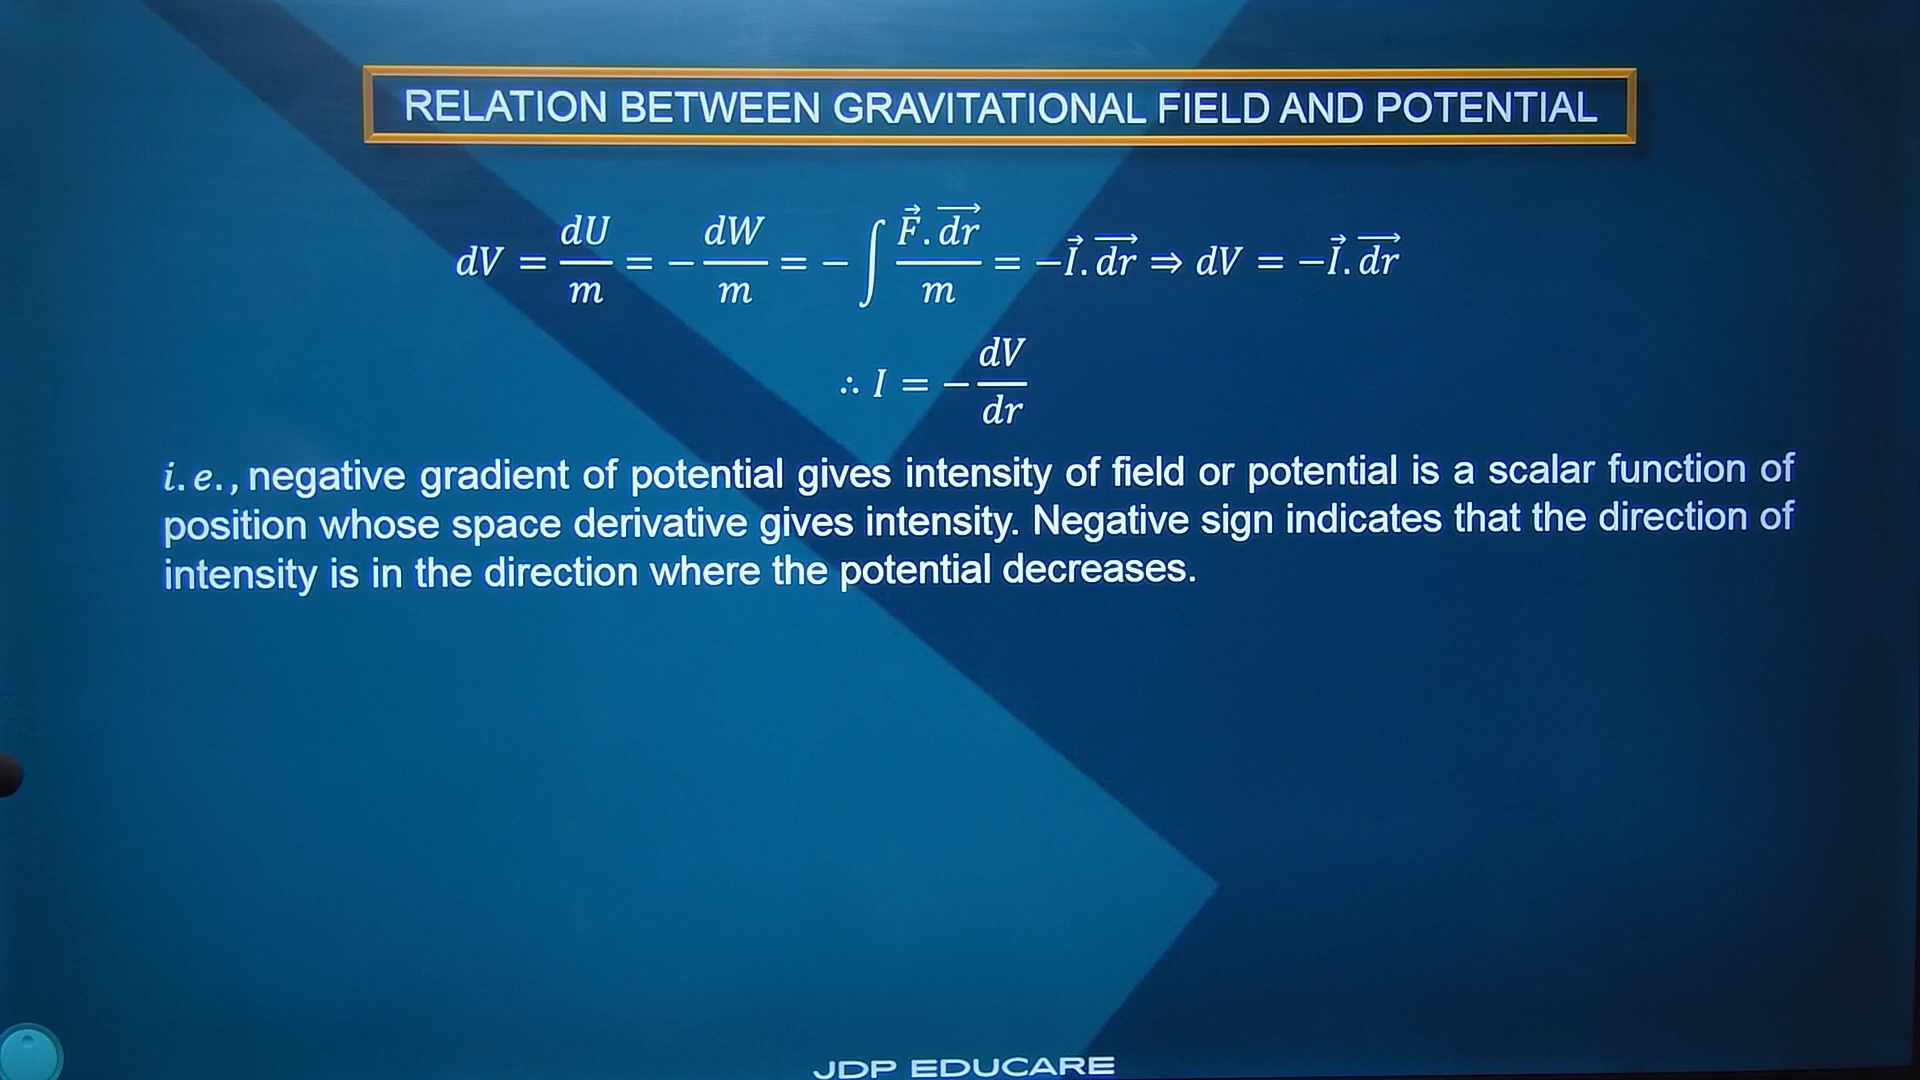 RELATION BETWEEN GRAVITATIONAL FIELD AND POTENTIAL
dV = dU/m = − dW/m = − ∫ F⃗.dr⃗/m = −I⃗.dr⃗ ⇒ dV = −I⃗.dr⃗
∴ I = − dV/dr
i.e., negative gradient of potential gives intensity of field or potential is a scalar function of
position whose space derivative gives intensity. Negative sign indicates that the direction of
intensity is in the direction where the potential decreases.
JDP EDUCARE